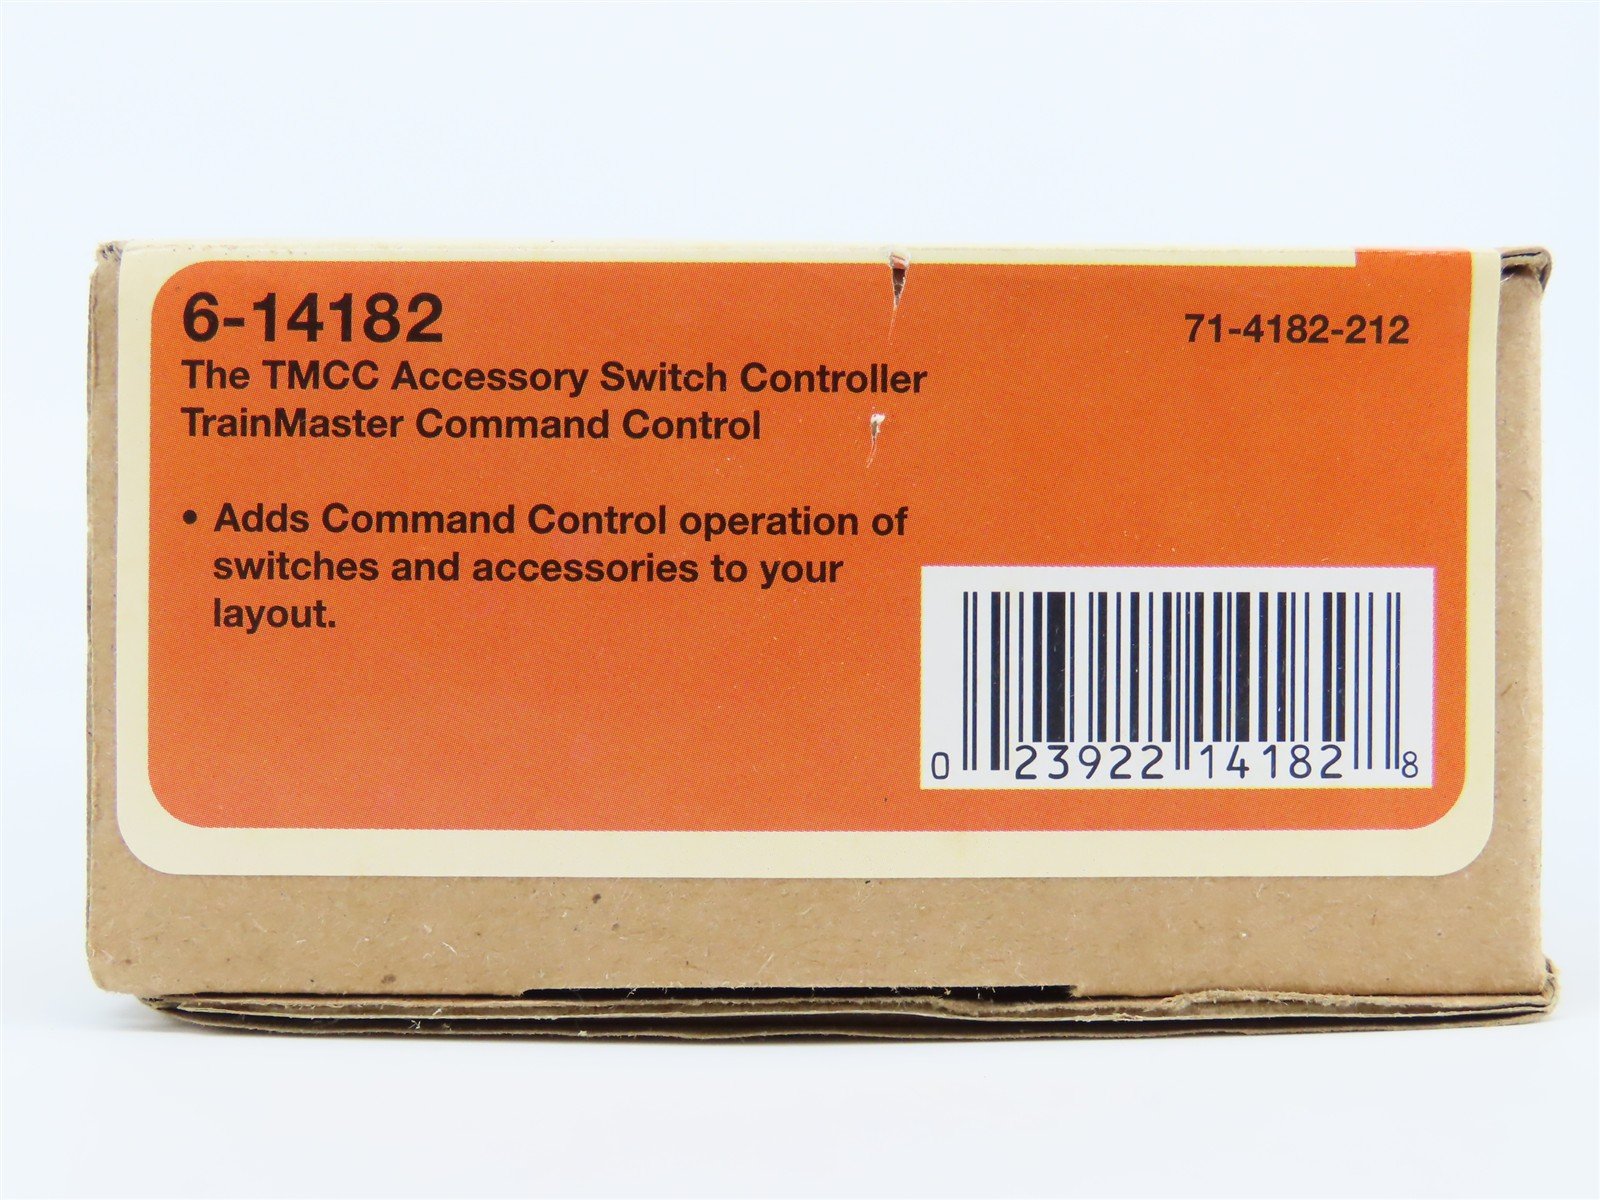 6-14182
71-4182-212
The TMCC Accessory Switch Controller
TrainMaster Command Control
• Adds Command Control operation of
switches and accessories to your
layout.
0 23922 14182 8